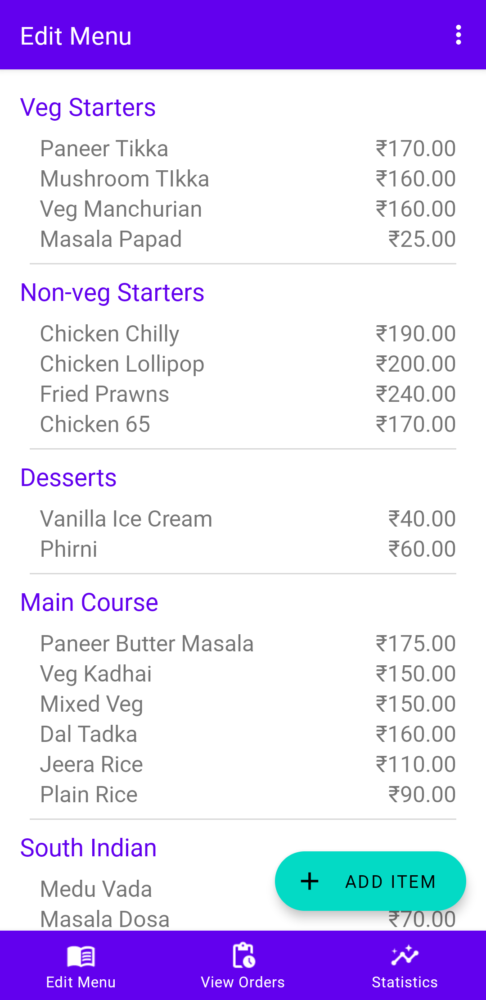 Edit Menu
Veg Starters
Paneer Tikka ₹170.00
Mushroom TIkka ₹160.00
Veg Manchurian ₹160.00
Masala Papad ₹25.00
Non-veg Starters
Chicken Chilly ₹190.00
Chicken Lollipop ₹200.00
Fried Prawns ₹240.00
Chicken 65 ₹170.00
Desserts
Vanilla Ice Cream ₹40.00
Phirni ₹60.00
Main Course
Paneer Butter Masala ₹175.00
Veg Kadhai ₹150.00
Mixed Veg ₹150.00
Dal Tadka ₹160.00
Jeera Rice ₹110.00
Plain Rice ₹90.00
South Indian
Medu Vada
ADD ITEM
Masala Dosa ₹70.00
Edit Menu View Orders Statistics